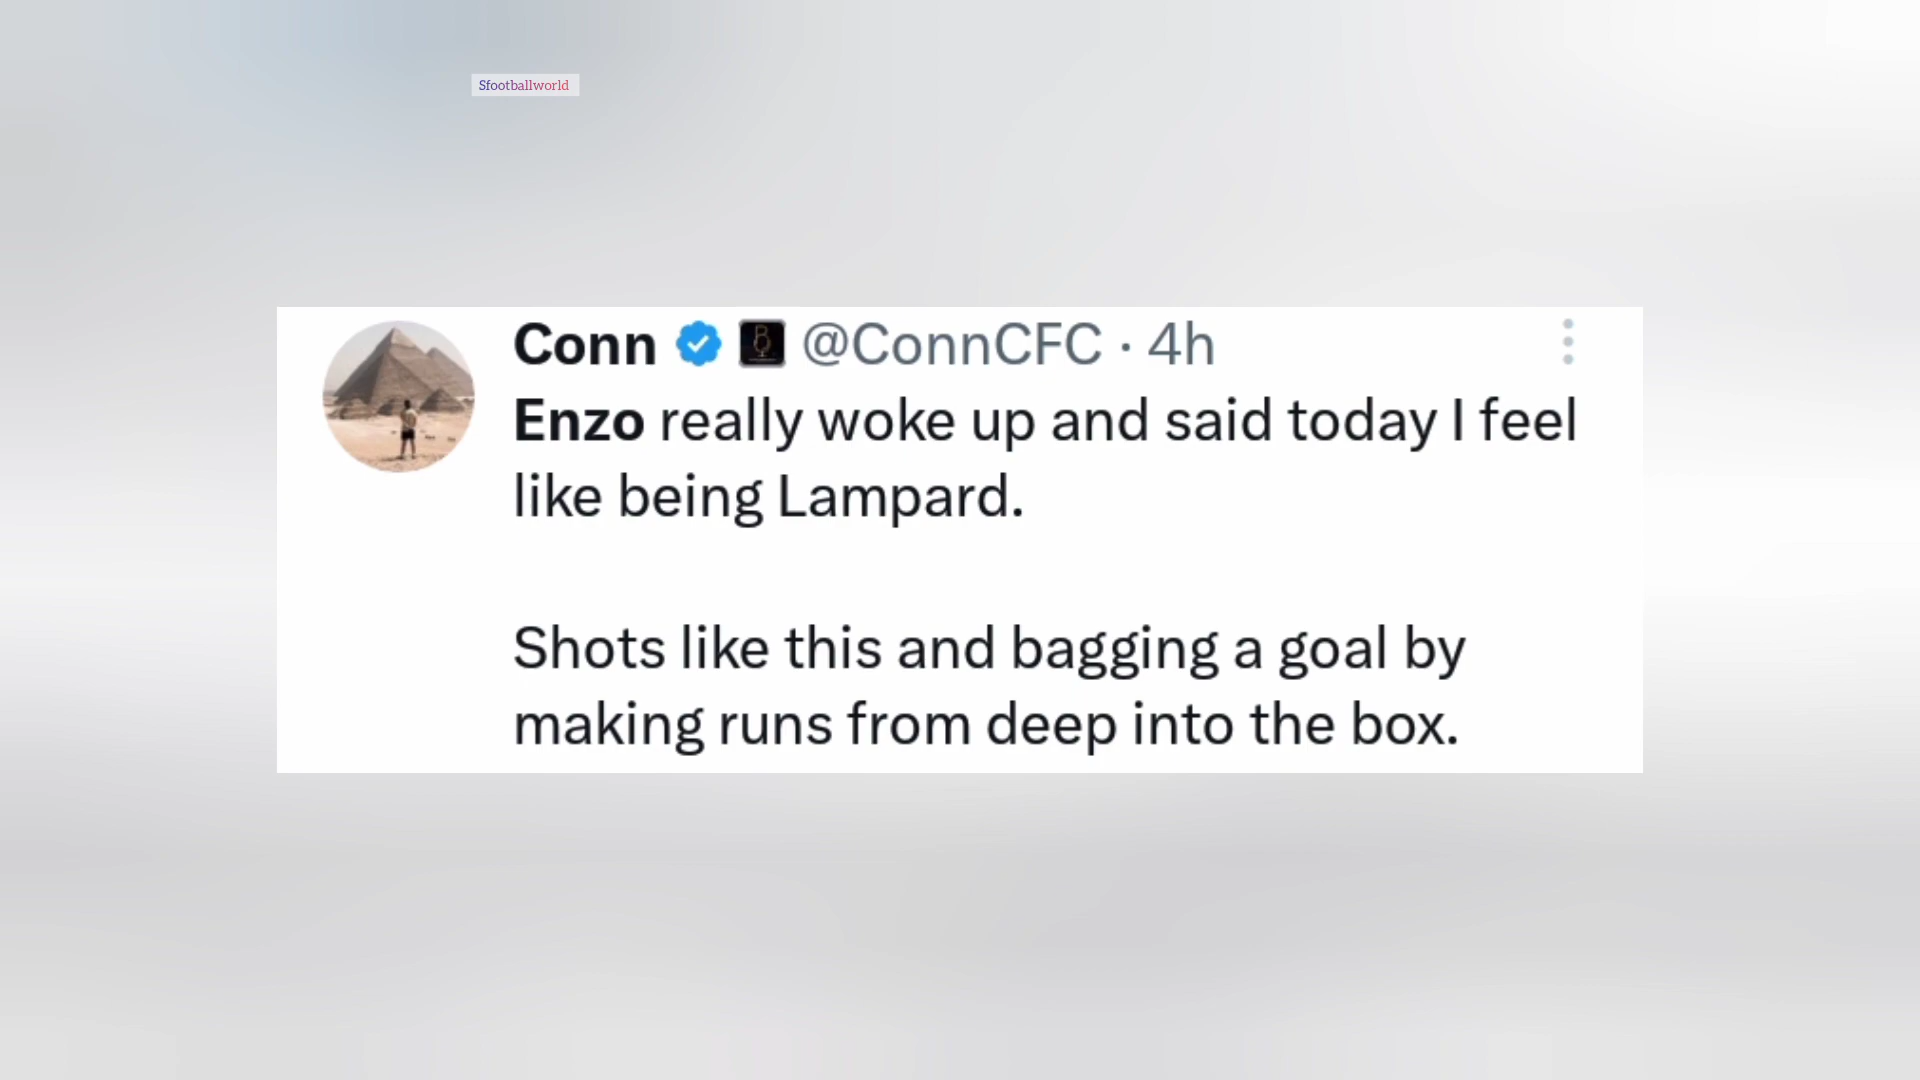 Sfootballworld
Conn @ConnCFC · 4h
Enzo really woke up and said today I feel
like being Lampard.
Shots like this and bagging a goal by
making runs from deep into the box.